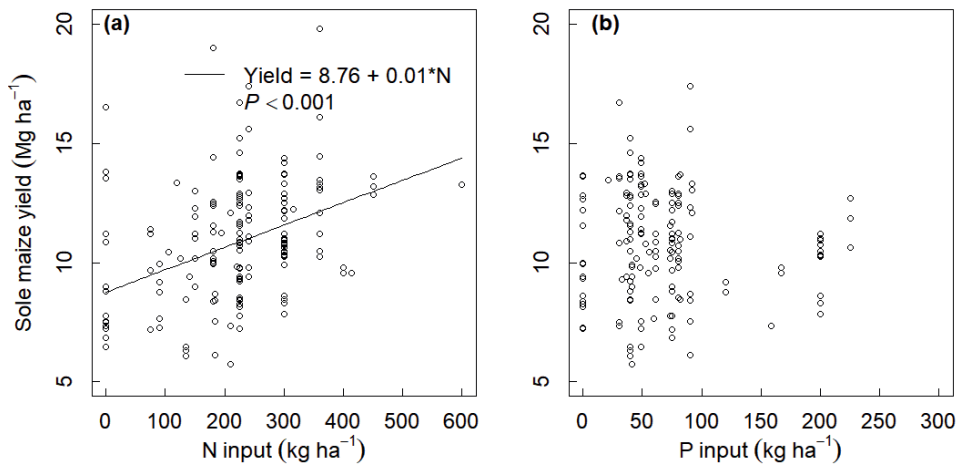 (a)
Yield = 8.76 + 0.01*N
P < 0.001
Sole maize yield (Mg ha⁻¹)
20
15
10
5
0 100 200 300 400 500 600
N input (kg ha⁻¹)
(b)
20
15
10
5
0 50 100 150 200 250 300
P input (kg ha⁻¹)